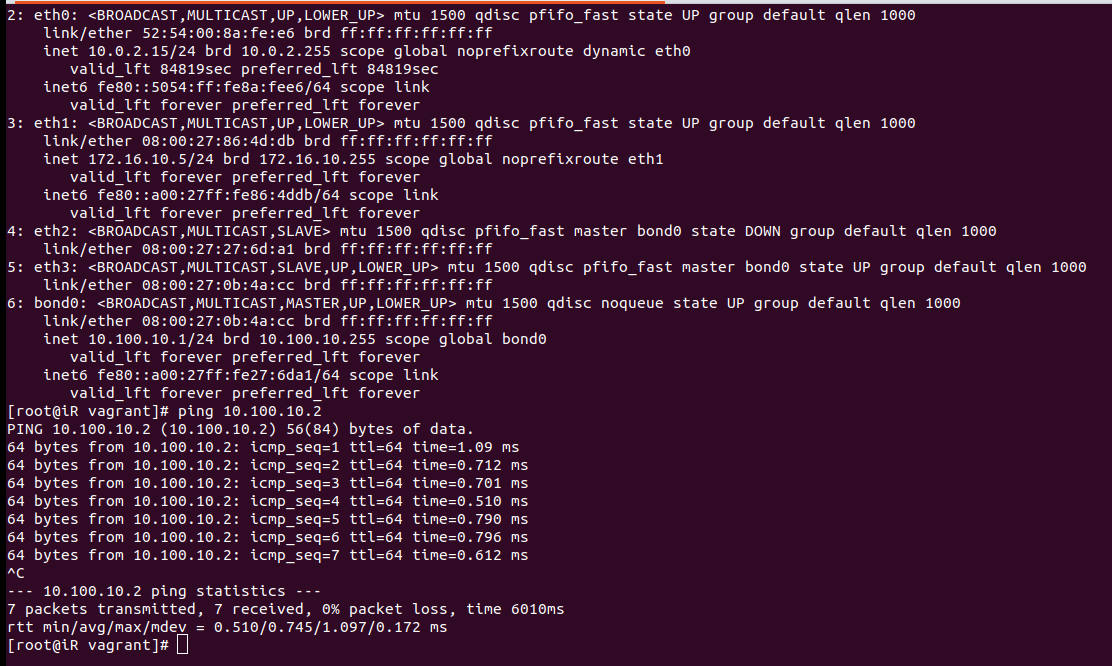 2: eth0: <BROADCAST,MULTICAST,UP,LOWER_UP> mtu 1500 qdisc pfifo_fast state UP group default qlen 1000
    link/ether 52:54:00:8a:fe:e6 brd ff:ff:ff:ff:ff:ff
    inet 10.0.2.15/24 brd 10.0.2.255 scope global noprefixroute dynamic eth0
       valid_lft 84819sec preferred_lft 84819sec
    inet6 fe80::5054:ff:fe8a:fee6/64 scope link
       valid_lft forever preferred_lft forever
3: eth1: <BROADCAST,MULTICAST,UP,LOWER_UP> mtu 1500 qdisc pfifo_fast state UP group default qlen 1000
    link/ether 08:00:27:86:4d:db brd ff:ff:ff:ff:ff:ff
    inet 172.16.10.5/24 brd 172.16.10.255 scope global noprefixroute eth1
       valid_lft forever preferred_lft forever
    inet6 fe80::a00:27ff:fe86:4ddb/64 scope link
       valid_lft forever preferred_lft forever
4: eth2: <BROADCAST,MULTICAST,SLAVE> mtu 1500 qdisc pfifo_fast master bond0 state DOWN group default qlen 1000
    link/ether 08:00:27:27:6d:a1 brd ff:ff:ff:ff:ff:ff
5: eth3: <BROADCAST,MULTICAST,SLAVE,UP,LOWER_UP> mtu 1500 qdisc pfifo_fast master bond0 state UP group default qlen 1000
    link/ether 08:00:27:0b:4a:cc brd ff:ff:ff:ff:ff:ff
6: bond0: <BROADCAST,MULTICAST,MASTER,UP,LOWER_UP> mtu 1500 qdisc noqueue state UP group default qlen 1000
    link/ether 08:00:27:0b:4a:cc brd ff:ff:ff:ff:ff:ff
    inet 10.100.10.1/24 brd 10.100.10.255 scope global bond0
       valid_lft forever preferred_lft forever
    inet6 fe80::a00:27ff:fe27:6da1/64 scope link
       valid_lft forever preferred_lft forever
[root@iR vagrant]# ping 10.100.10.2
PING 10.100.10.2 (10.100.10.2) 56(84) bytes of data.
64 bytes from 10.100.10.2: icmp_seq=1 ttl=64 time=1.09 ms
64 bytes from 10.100.10.2: icmp_seq=2 ttl=64 time=0.712 ms
64 bytes from 10.100.10.2: icmp_seq=3 ttl=64 time=0.701 ms
64 bytes from 10.100.10.2: icmp_seq=4 ttl=64 time=0.510 ms
64 bytes from 10.100.10.2: icmp_seq=5 ttl=64 time=0.790 ms
64 bytes from 10.100.10.2: icmp_seq=6 ttl=64 time=0.796 ms
64 bytes from 10.100.10.2: icmp_seq=7 ttl=64 time=0.612 ms
^C
--- 10.100.10.2 ping statistics ---
7 packets transmitted, 7 received, 0% packet loss, time 6010ms
rtt min/avg/max/mdev = 0.510/0.745/1.097/0.172 ms
[root@iR vagrant]#